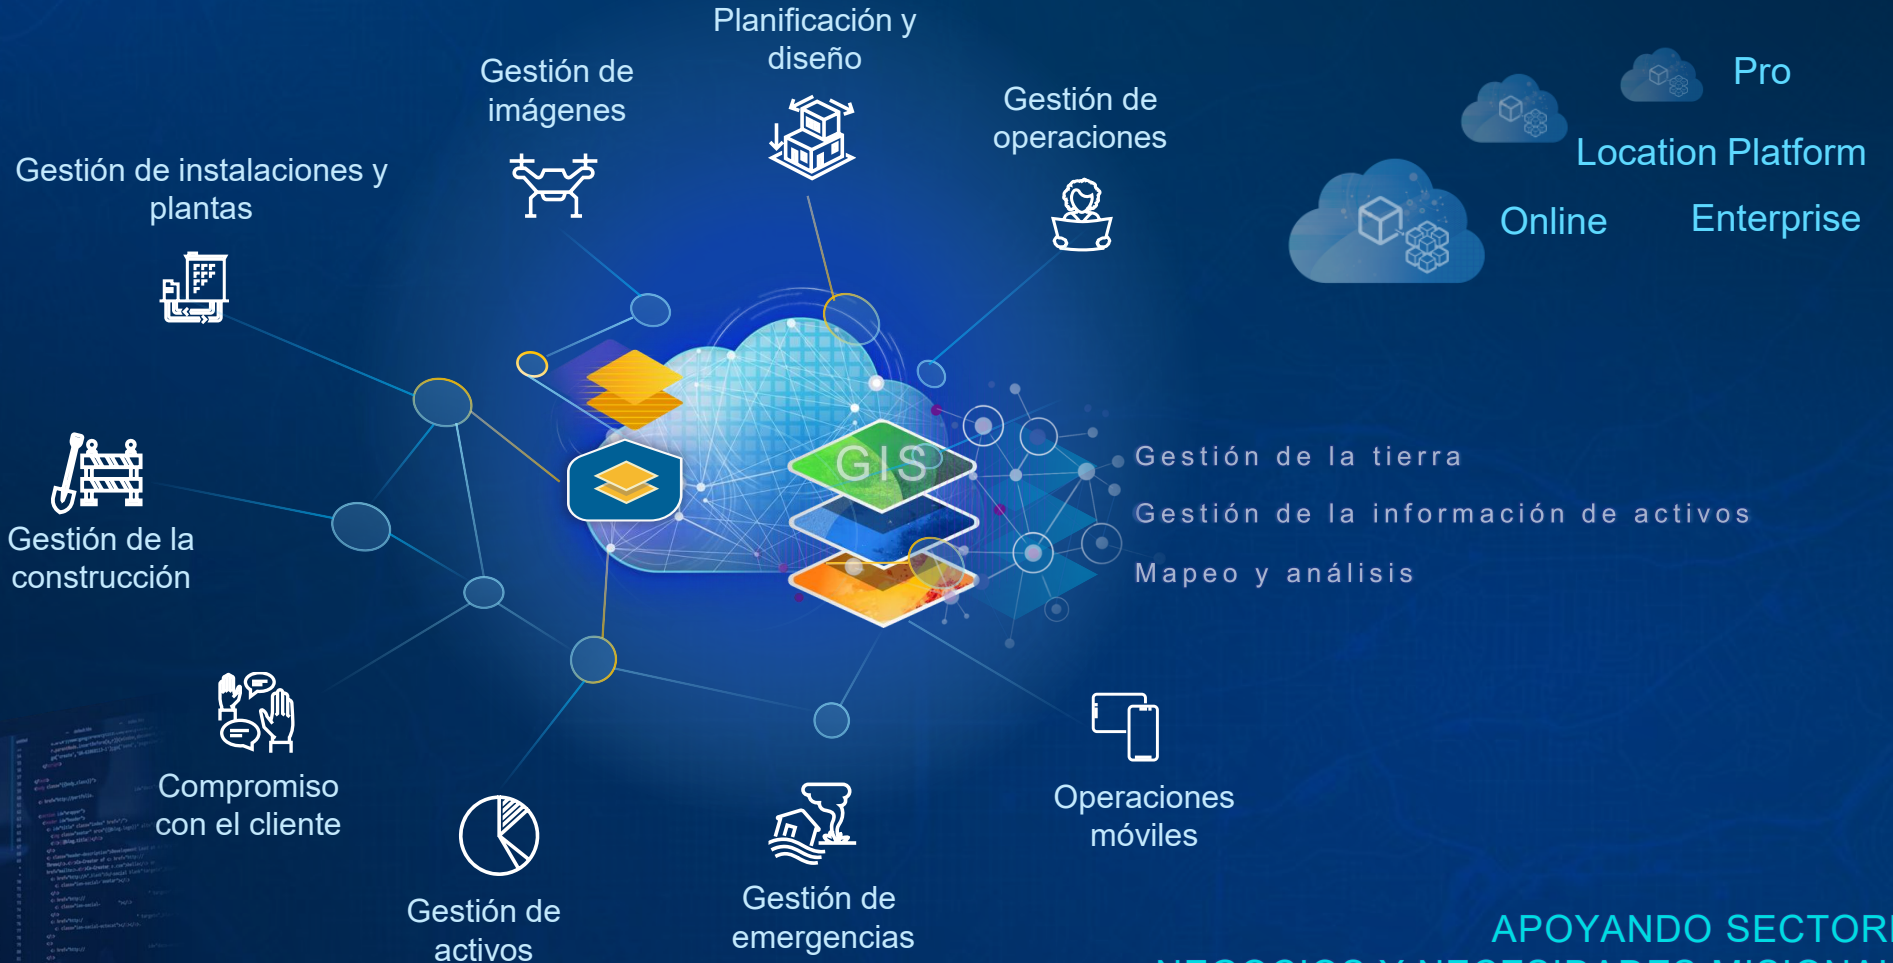 Planificación y
diseño
Gestión de
imágenes
Gestión de
operaciones
Gestión de instalaciones y
plantas
Pro
Location Platform
Online
Enterprise
GIS
Gestión de la tierra
Gestión de la información de activos
Mapeo y análisis
Gestión de la
construcción
Compromiso
con el cliente
Gestión de
activos
Gestión de
emergencias
Operaciones
móviles
APOYANDO